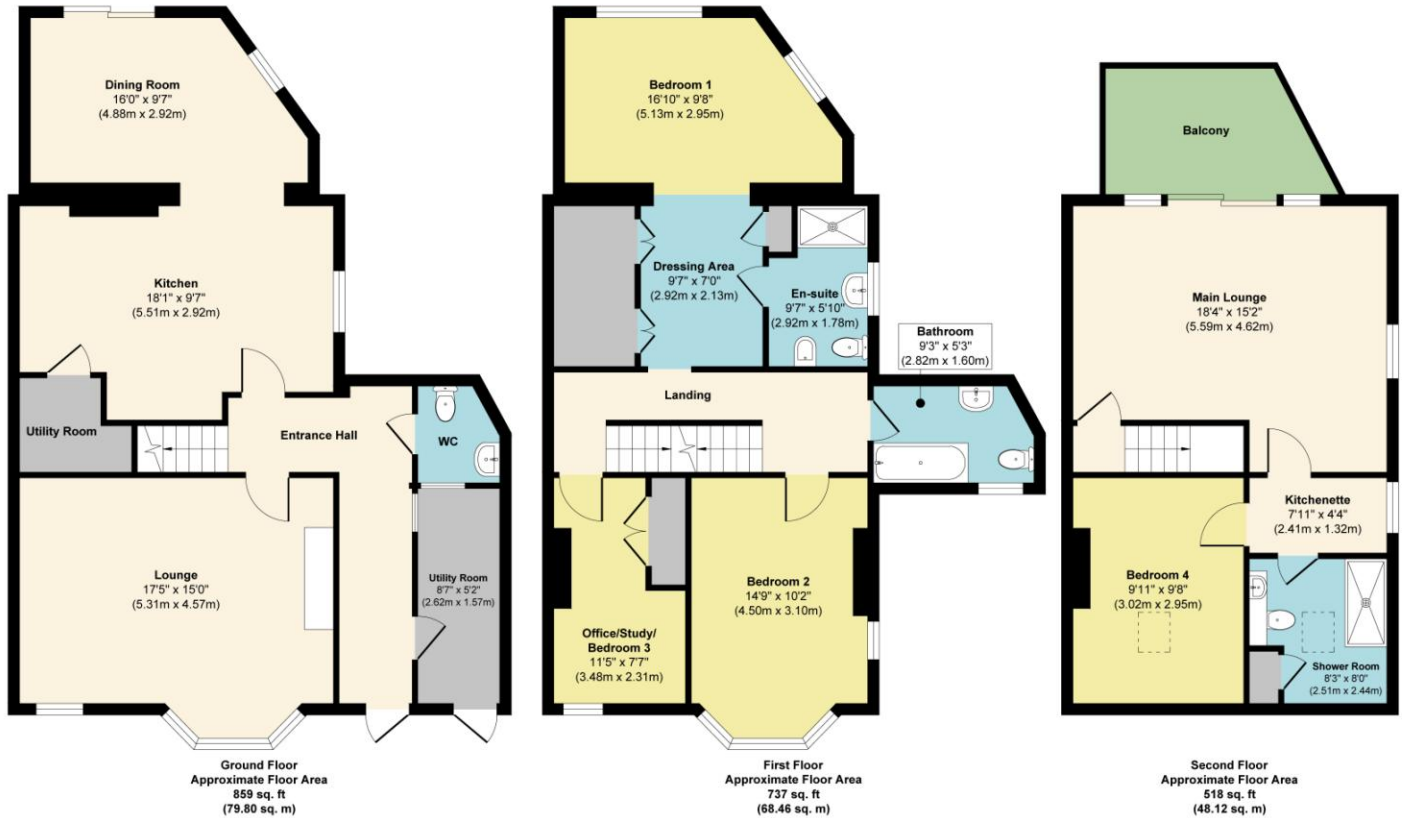 Dining Room
16'0" x 9'7"
(4.88m x 2.92m)
Kitchen
18'1" x 9'7"
(5.51m x 2.92m)
Utility Room
Entrance Hall
WC
Lounge
17'5" x 15'0"
(5.31m x 4.57m)
Utility Room
8'7" x 5'2"
(2.62m x 1.57m)
Ground Floor
Approximate Floor Area
859 sq. ft
(79.80 sq. m)
Bedroom 1
16'10" x 9'8"
(5.13m x 2.95m)
Dressing Area
9'7" x 7'0"
(2.92m x 2.13m)
En-suite
9'7" x 5'10"
(2.92m x 1.78m)
Bathroom
9'3" x 5'3"
(2.82m x 1.60m)
Landing
Bedroom 2
14'9" x 10'2"
(4.50m x 3.10m)
Office/Study/
Bedroom 3
11'5" x 7'7"
(3.48m x 2.31m)
First Floor
Approximate Floor Area
737 sq. ft
(68.46 sq. m)
Balcony
Main Lounge
18'4" x 15'2"
(5.59m x 4.62m)
Kitchenette
7'11" x 4'4"
(2.41m x 1.32m)
Bedroom 4
9'11" x 9'8"
(3.02m x 2.95m)
Shower Room
8'3" x 8'0"
(2.51m x 2.44m)
Second Floor
Approximate Floor Area
518 sq. ft
(48.12 sq. m)